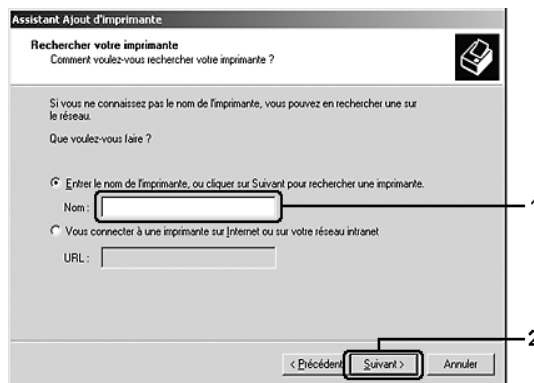 Assistant Ajout d'imprimante
Rechercher votre imprimante
Comment voulez-vous rechercher votre imprimante ?
Si vous ne connaissez pas le nom de l'imprimante, vous pouvez en rechercher une sur
le réseau.
Que voulez-vous faire ?
Entrer le nom de l'imprimante, ou cliquer sur Suivant pour rechercher une imprimante.
Nom :
1
Vous connecter à une imprimante sur Internet ou sur votre réseau intranet
URL :
2
< Précédent Suivant > Annuler